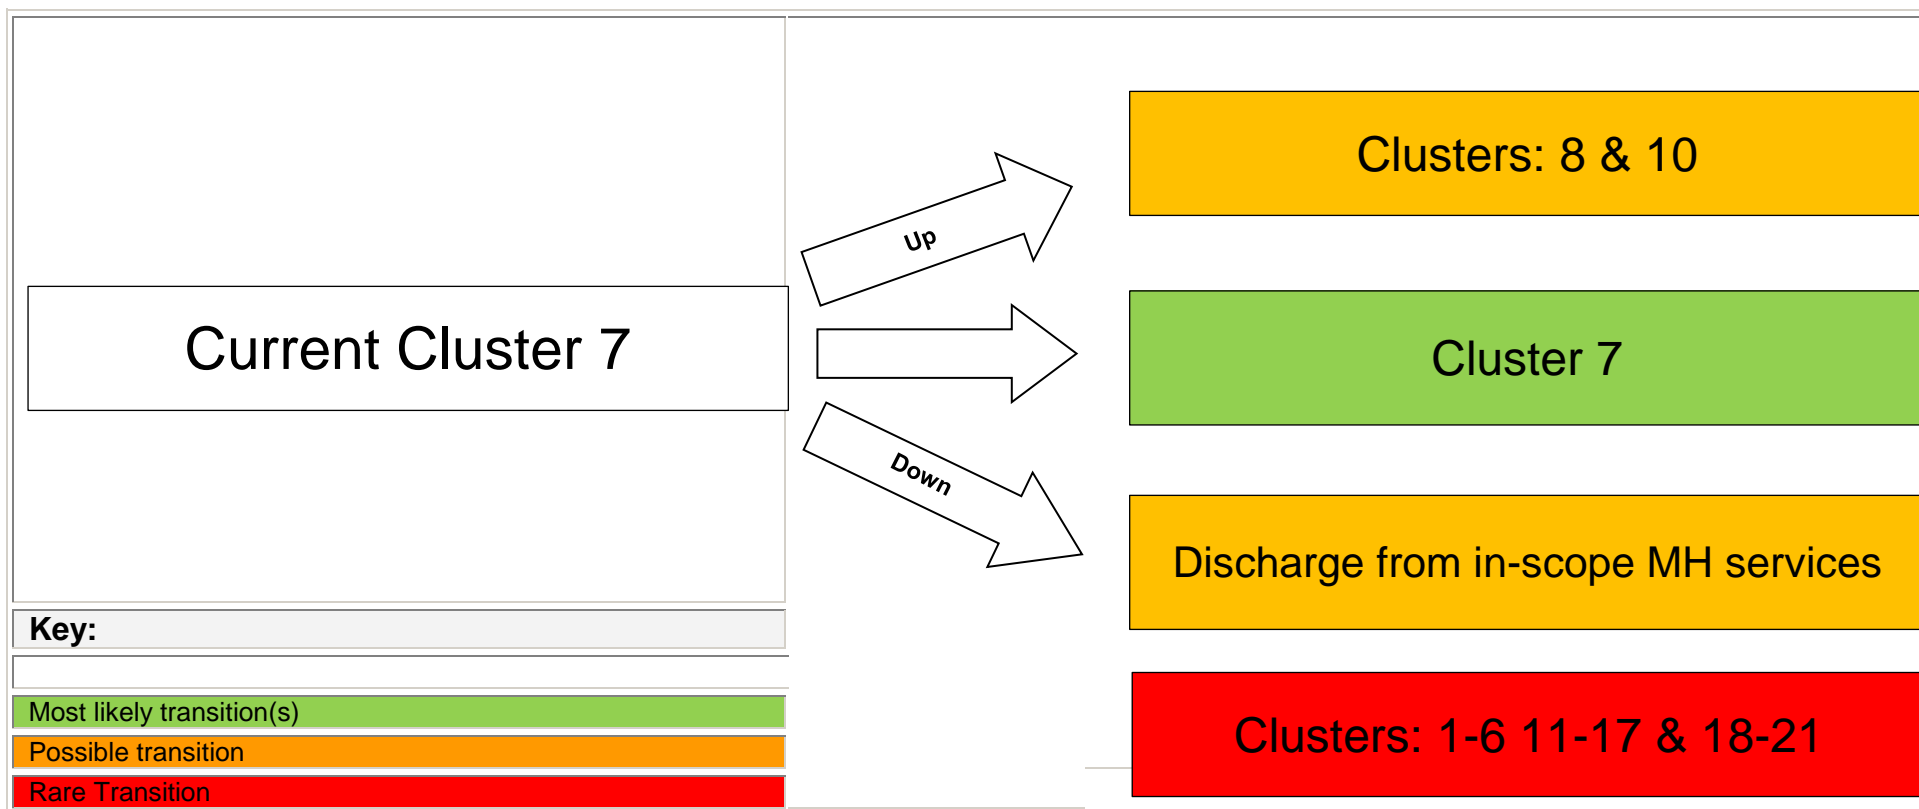 Clusters: 8 & 10
Up
Current Cluster 7
Cluster 7
Down
Discharge from in-scope MH services
Key:
Most likely transition(s)
Possible transition
Rare Transition
Clusters: 1-6 11-17 & 18-21